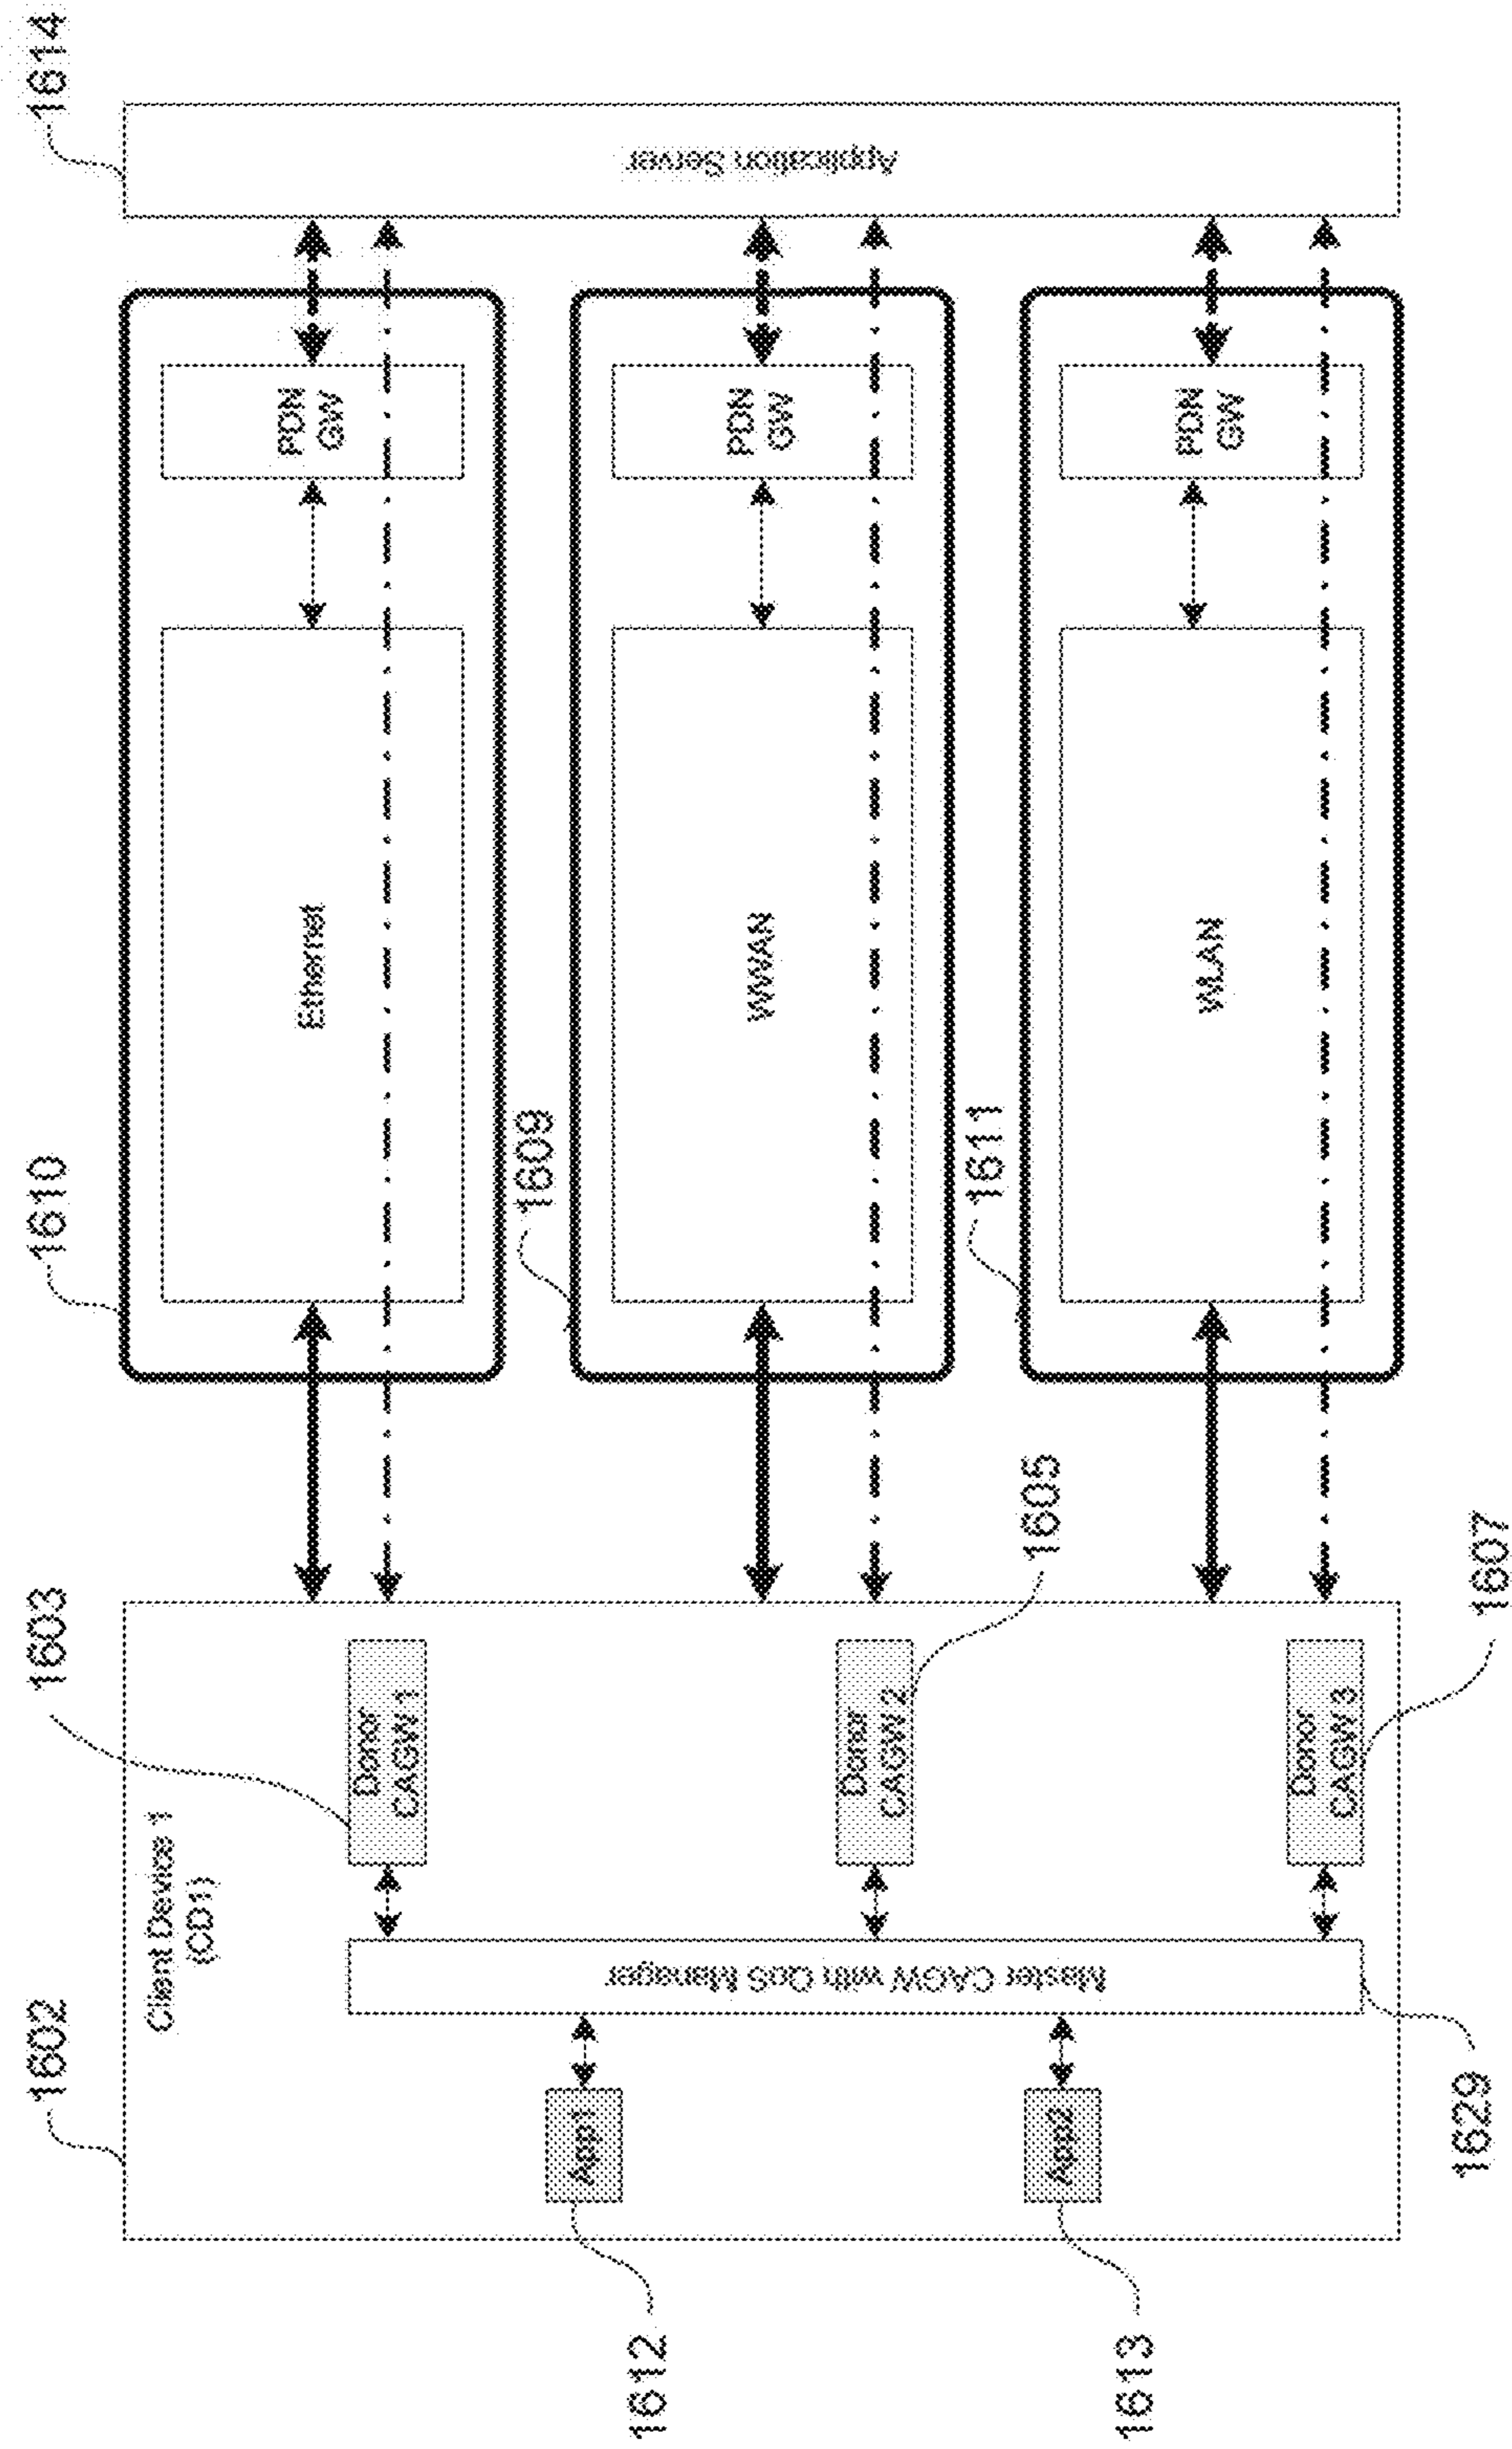 1602
1603
1610
1614
Client Device 1
(CD1)
Donor
CAGW 1
Ethernet
PDN
GW
1609
1612
App1
Master CAGW with QoS Manager
Donor
CAGW 2
WWAN
PDN
GW
Application Server
1605
1611
1613
App2
Donor
CAGW 3
WLAN
PDN
GW
1629
1607